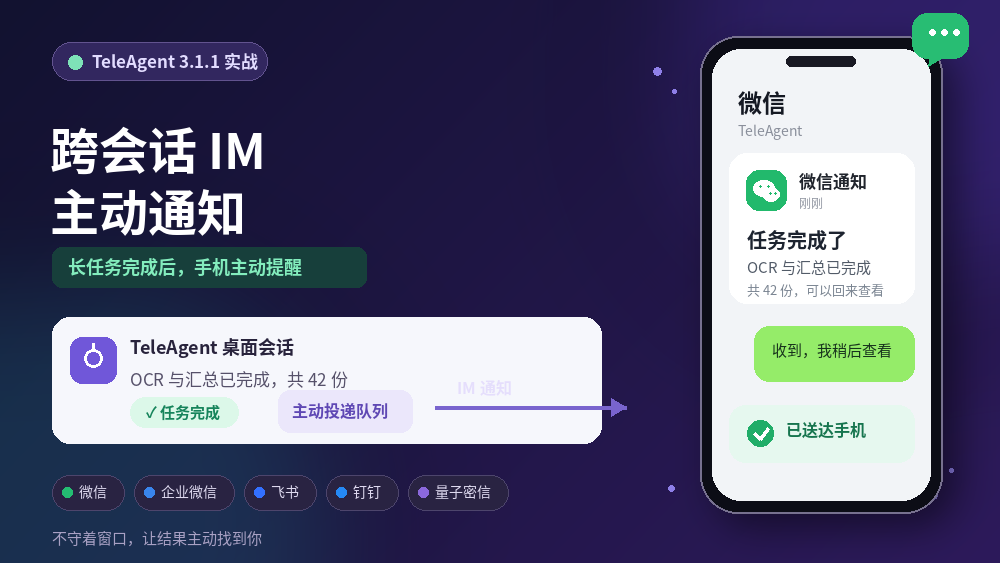 TeleAgent 3.1.1 实战
跨会话 IM
主动通知
长任务完成后，手机主动提醒
TeleAgent 桌面会话
OCR 与汇总已完成，共 42 份
✓ 任务完成
主动投递队列
IM 通知
微信
企业微信
飞书
钉钉
量子密信
不守着窗口，让结果主动找到你
微信
TeleAgent
微信通知
刚刚
任务完成了
OCR 与汇总已完成
共 42 份，可以回来查看
收到，我稍后查看
已送达手机